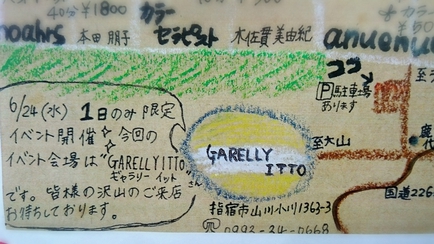 40分¥1800
noahrs 本田 朋子
カラー
セラピスト 木佐貫 美由紀
anuenu
ココ
P駐車場
あります
6/24(水) 1日のみ 限定
イベント開催 今回の
イベント会場は"GARELLY ITTO"
ギャラリー イット さん
です。皆様の沢山のご来店
お待ちしております。
GARELLY
ITTO
至大山
国道226
指宿市山川小川1363-3
☎0993-34-0668